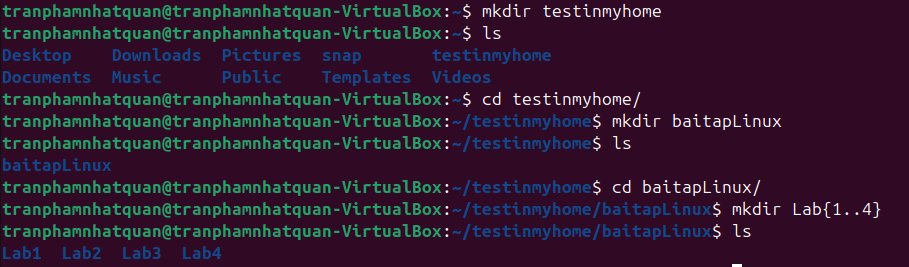 tranphamnhatquan@tranphamnhatquan-VirtualBox:~$ mkdir testinmyhome
tranphamnhatquan@tranphamnhatquan-VirtualBox:~$ ls
Desktop    Downloads  Pictures  snap       testinmyhome
Documents  Music      Public    Templates  Videos
tranphamnhatquan@tranphamnhatquan-VirtualBox:~$ cd testinmyhome/
tranphamnhatquan@tranphamnhatquan-VirtualBox:~/testinmyhome$ mkdir baitapLinux
tranphamnhatquan@tranphamnhatquan-VirtualBox:~/testinmyhome$ ls
baitapLinux
tranphamnhatquan@tranphamnhatquan-VirtualBox:~/testinmyhome$ cd baitapLinux/
tranphamnhatquan@tranphamnhatquan-VirtualBox:~/testinmyhome/baitapLinux$ mkdir Lab{1..4}
tranphamnhatquan@tranphamnhatquan-VirtualBox:~/testinmyhome/baitapLinux$ ls
Lab1  Lab2  Lab3  Lab4